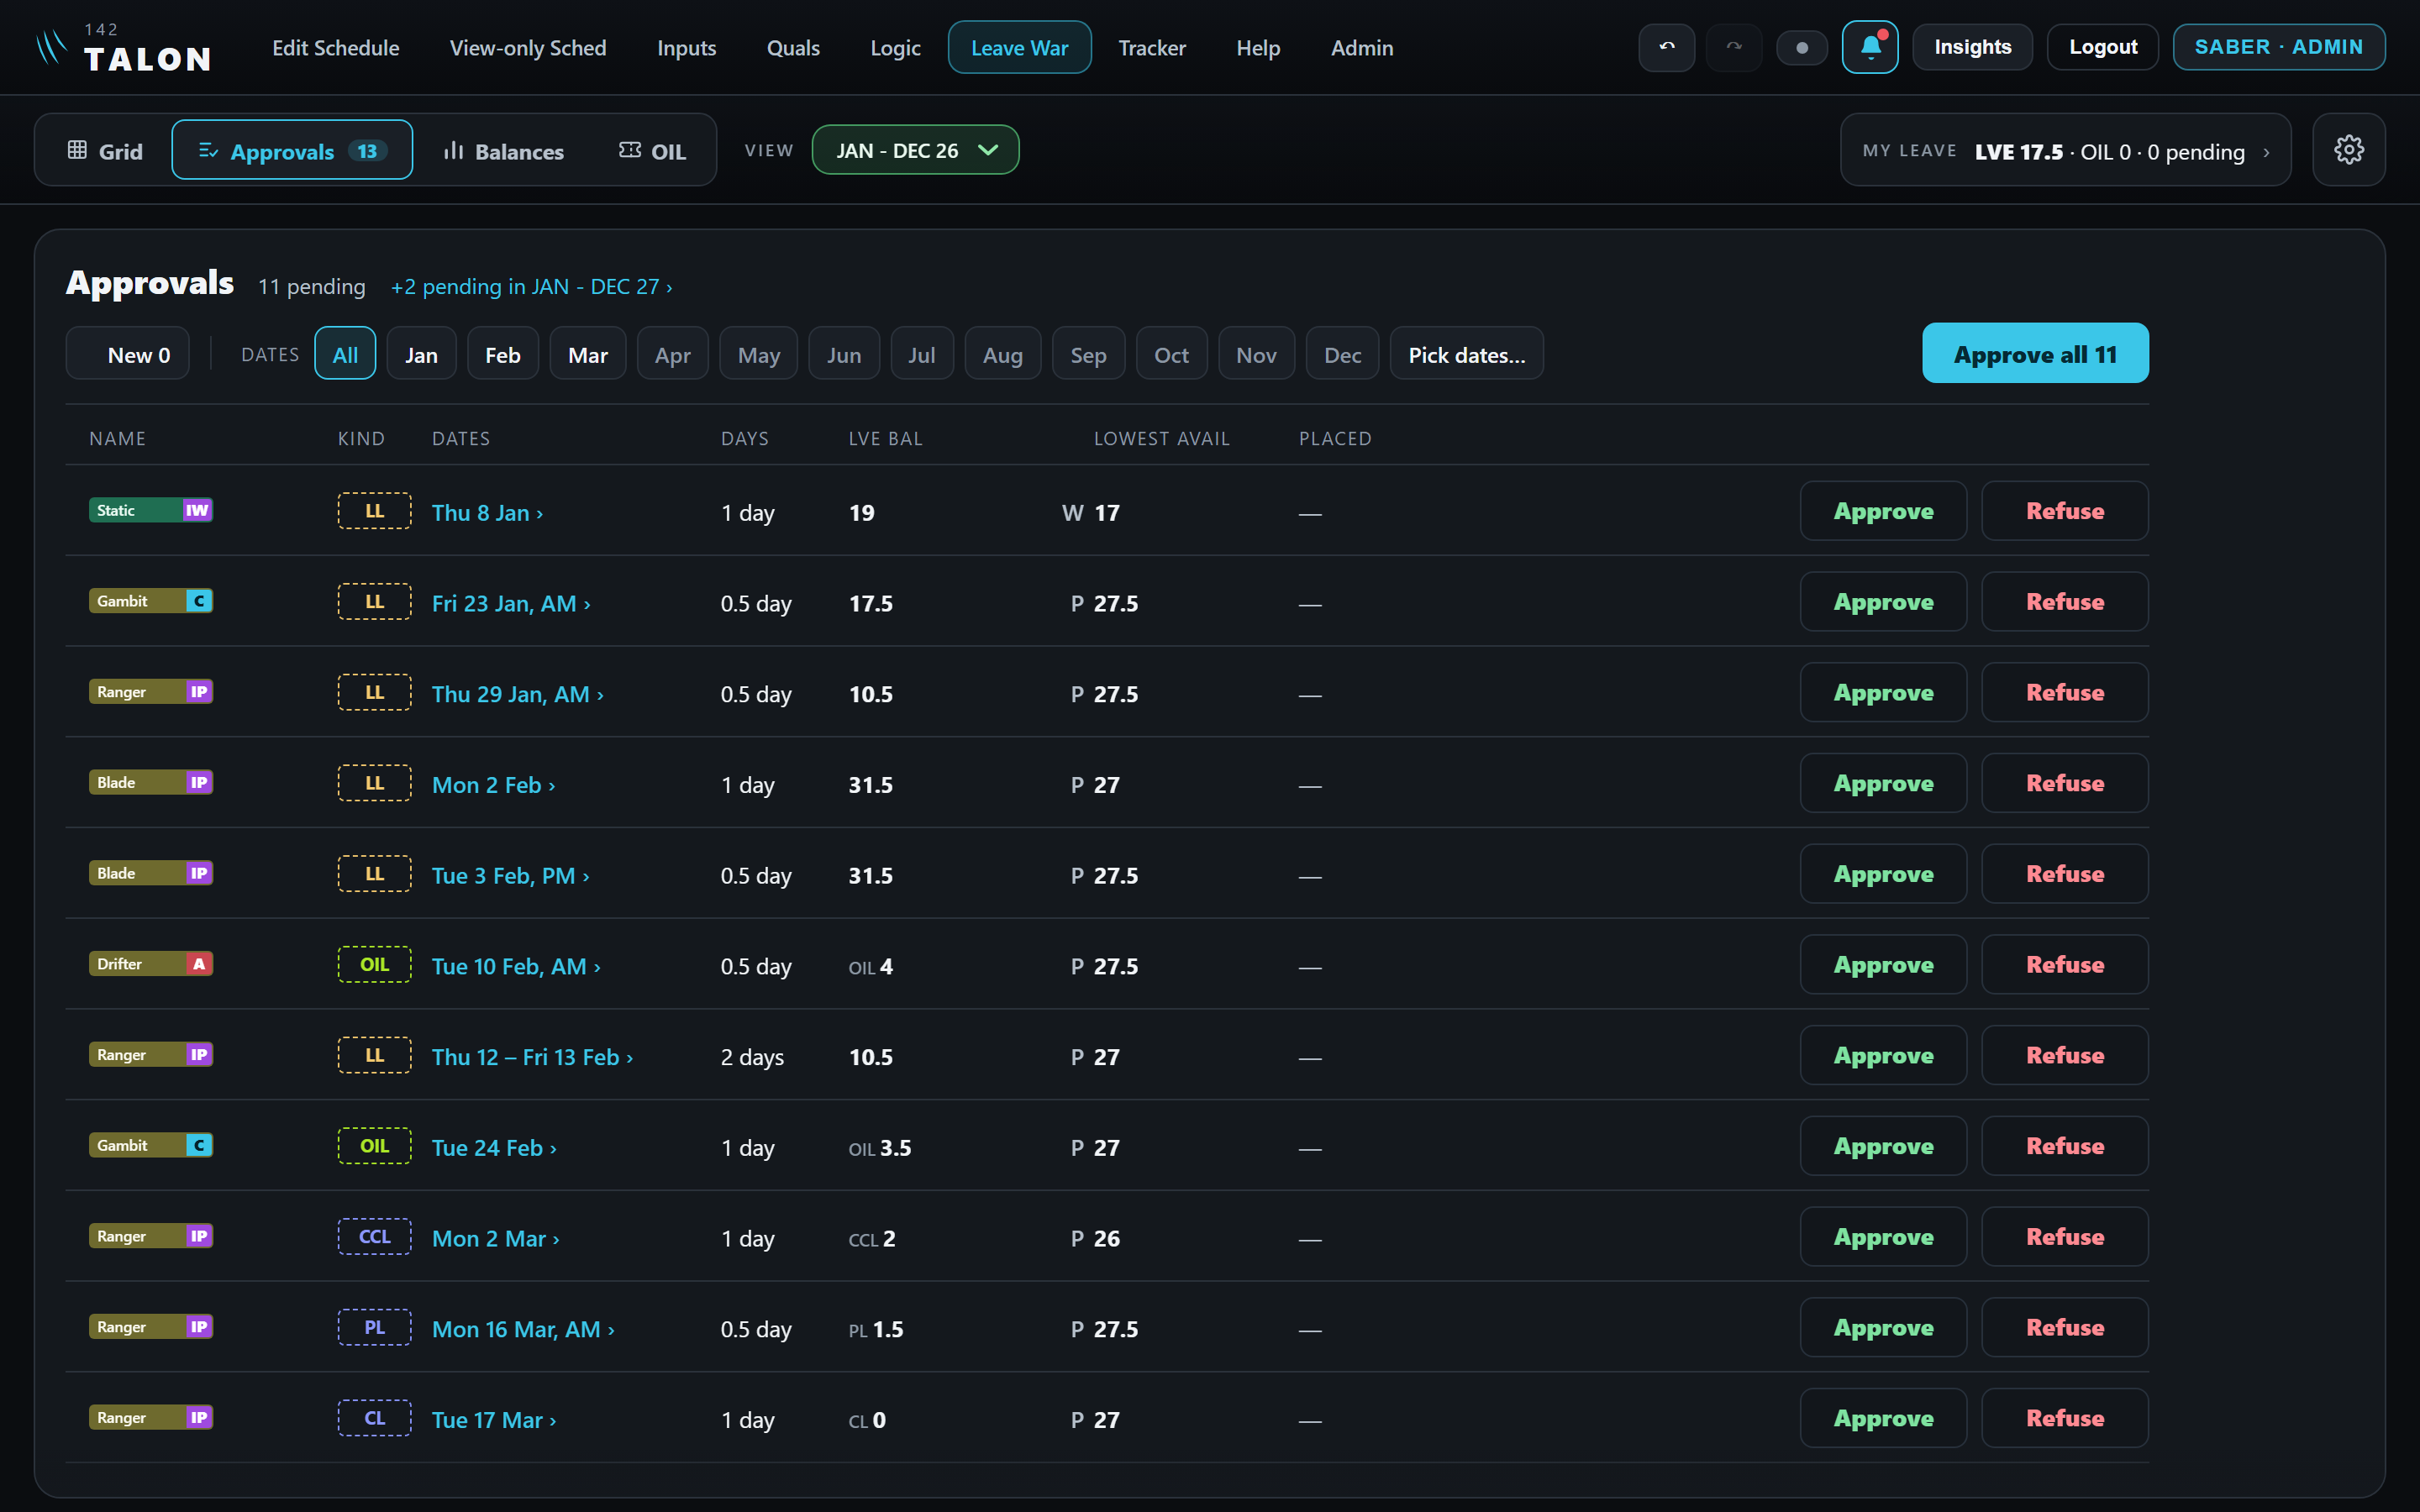 142
TALON Edit Schedule View-only Sched Inputs Quals Logic Leave War Tracker Help Admin Insights Logout SABER · ADMIN
Grid Approvals 13 Balances OIL VIEW JAN - DEC 26 MY LEAVE LVE 17.5 · OIL 0 · 0 pending ›
Approvals 11 pending +2 pending in JAN - DEC 27 ›
New 0 DATES All Jan Feb Mar Apr May Jun Jul Aug Sep Oct Nov Dec Pick dates... Approve all 11
NAME KIND DATES DAYS LVE BAL LOWEST AVAIL PLACED
Static IW LL Thu 8 Jan › 1 day 19 W 17 — Approve Refuse
Gambit C LL Fri 23 Jan, AM › 0.5 day 17.5 P 27.5 — Approve Refuse
Ranger IP LL Thu 29 Jan, AM › 0.5 day 10.5 P 27.5 — Approve Refuse
Blade IP LL Mon 2 Feb › 1 day 31.5 P 27 — Approve Refuse
Blade IP LL Tue 3 Feb, PM › 0.5 day 31.5 P 27.5 — Approve Refuse
Drifter A OIL Tue 10 Feb, AM › 0.5 day OIL 4 P 27.5 — Approve Refuse
Ranger IP LL Thu 12 – Fri 13 Feb › 2 days 10.5 P 27 — Approve Refuse
Gambit C OIL Tue 24 Feb › 1 day OIL 3.5 P 27 — Approve Refuse
Ranger IP CCL Mon 2 Mar › 1 day CCL 2 P 26 — Approve Refuse
Ranger IP PL Mon 16 Mar, AM › 0.5 day PL 1.5 P 27.5 — Approve Refuse
Ranger IP CL Tue 17 Mar › 1 day CL 0 P 27 — Approve Refuse